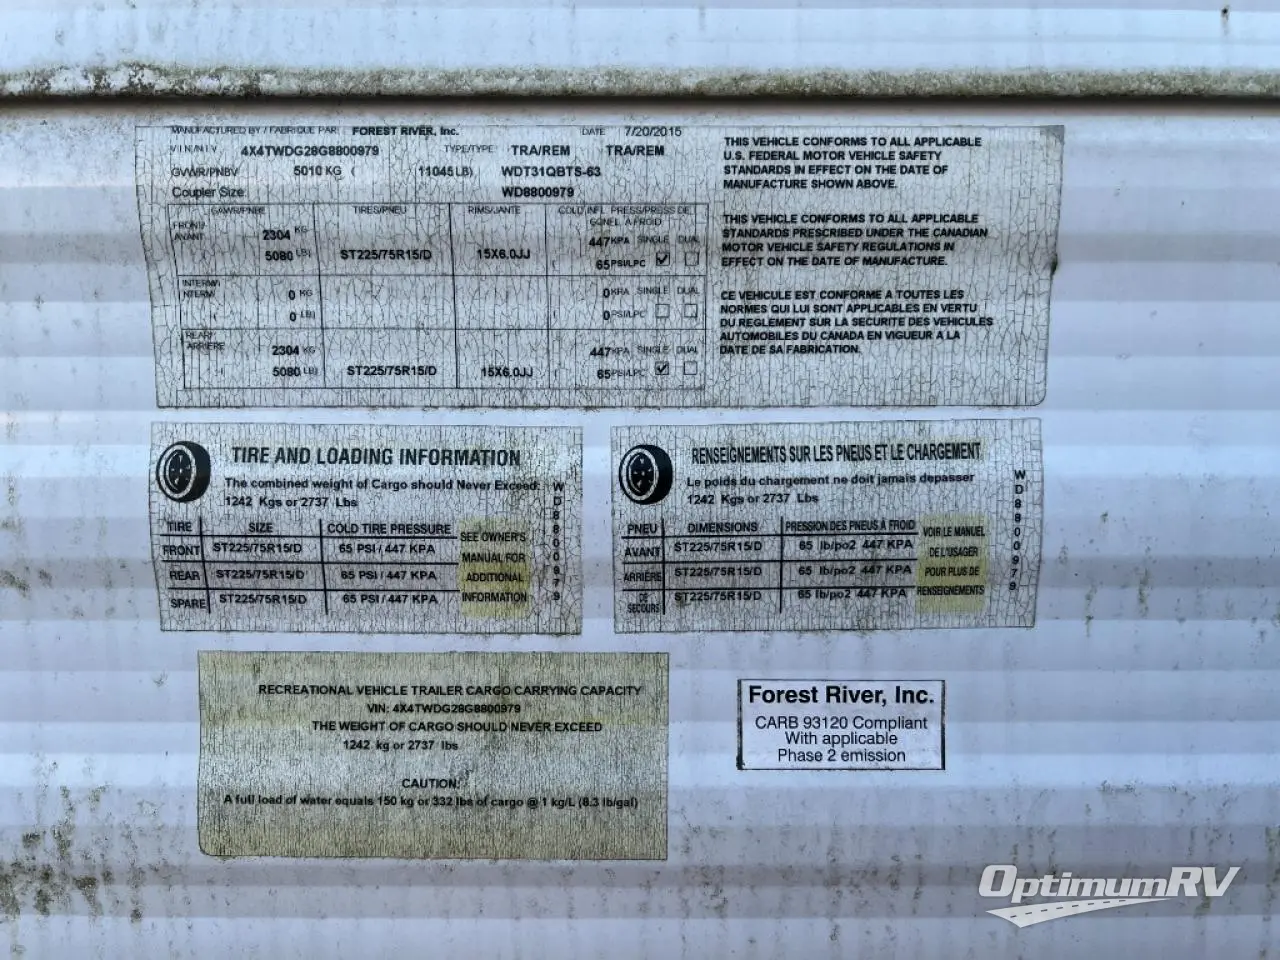 MANUFACTURED BY / FABRIQUE PAR: FOREST RIVER, Inc. DATE 7/20/2015
V I N / N I V 4X4TWDG28G8800979 TYPE/TYPE: TRA/REM TRA/REM
GVWR/PNBV 5010 KG ( 11045 LB) WDT31QBTS-63
Coupler Size: WD8800979
GAWR/PNBE TIRES/PNEU RIMS/JANTE COLD INFL. PRESS/PRESS DE
GONFL. A FROID
FRONT/
AVANT 2304 KG 447 KPA SINGLE DUAL
( 5080 LB) ST225/75R15/D 15X6.0JJ ( 65 PSI/LPC
INTERM/
INTERM/ 0 KG 0 KPA SINGLE DUAL
( 0 LB) ( 0 PSI/LPC
REAR/
ARRIERE 2304 KG 447 KPA SINGLE DUAL
( 5080 LB) ST225/75R15/D 15X6.0JJ ( 65 PSI/LPC
THIS VEHICLE CONFORMS TO ALL APPLICABLE
U.S. FEDERAL MOTOR VEHICLE SAFETY
STANDARDS IN EFFECT ON THE DATE OF
MANUFACTURE SHOWN ABOVE.
THIS VEHICLE CONFORMS TO ALL APPLICABLE
STANDARDS PRESCRIBED UNDER THE CANADIAN
MOTOR VEHICLE SAFETY REGULATIONS IN
EFFECT ON THE DATE OF MANUFACTURE.
CE VEHICULE EST CONFORME A TOUTES LES
NORMES QUI LUI SONT APPLICABLES EN VERTU
DU REGLEMENT SUR LA SECURITE DES VEHICULES
AUTOMOBILES DU CANADA EN VIGUEUR A LA
DATE DE SA FABRICATION.
TIRE AND LOADING INFORMATION
The combined weight of Cargo should Never Exceed:
1242 Kgs or 2737 Lbs
TIRE SIZE COLD TIRE PRESSURE
FRONT ST225/75R15/D 65 PSI / 447 KPA
REAR ST225/75R15/D 65 PSI / 447 KPA
SPARE ST225/75R15/D 65 PSI / 447 KPA
SEE OWNER'S
MANUAL FOR
ADDITIONAL
INFORMATION
WD8800979
RENSEIGNEMENTS SUR LES PNEUS ET LE CHARGEMENT
Le poids du chargement ne doit jamais depasser
1242 Kgs or 2737 Lbs
PNEU DIMENSIONS PRESSION DES PNEUS À FROID
AVANT ST225/75R15/D 65 lb/po2 447 KPA
ARRIÈRE ST225/75R15/D 65 lb/po2 447 KPA
DE
SECOURS ST225/75R15/D 65 lb/po2 447 KPA
VOIR LE MANUEL
DE L'USAGER
POUR PLUS DE
RENSEIGNEMENTS
WD8800979
RECREATIONAL VEHICLE TRAILER CARGO CARRYING CAPACITY
VIN: 4X4TWDG28G8800979
THE WEIGHT OF CARGO SHOULD NEVER EXCEED
1242 kg or 2737 lbs
CAUTION:
A full load of water equals 150 kg or 332 lbs of cargo @ 1 kg/L (8.3 lb/gal)
Forest River, Inc.
CARB 93120 Compliant
With applicable
Phase 2 emission
OptimumRV